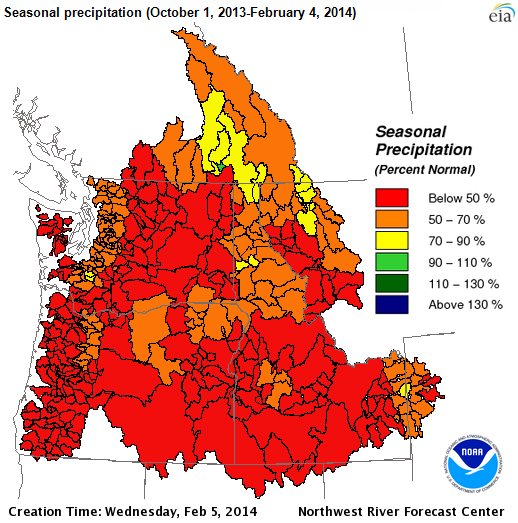 Seasonal precipitation (October 1, 2013-February 4, 2014)
eia
Seasonal
Precipitation
(Percent Normal)
Below 50 %
50 – 70 %
70 – 90 %
90 – 110 %
110 – 130 %
Above 130 %
NATIONAL OCEANIC AND ATMOSPHERIC ADMINISTRATION
NOAA
U.S. DEPARTMENT OF COMMERCE
Creation Time: Wednesday, Feb 5, 2014
Northwest River Forecast Center